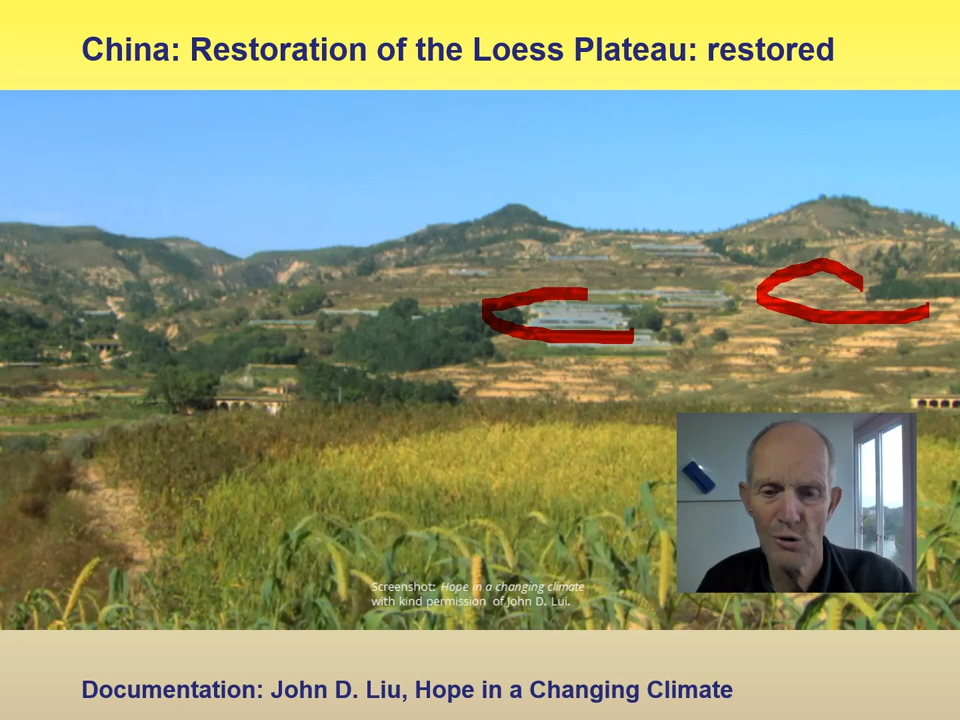 China: Restoration of the Loess Plateau: restored
Screenshot: Hope in a changing climate
with kind permission of John D. Lui.
Documentation: John D. Liu, Hope in a Changing Climate